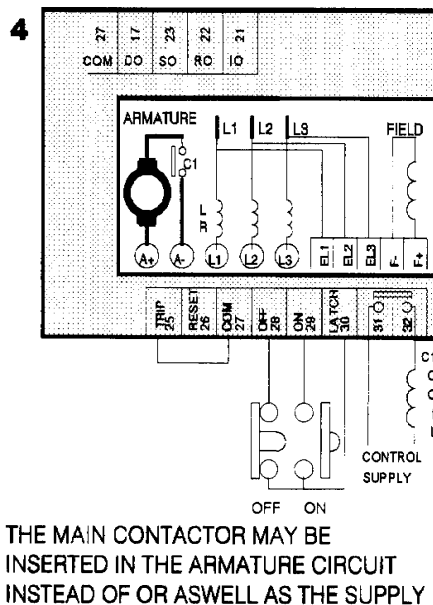 4
27 17 23 22 21
COM DO SO RO IO
ARMATURE L1 L2 L3 FIELD
C1
L
R
A+ A- L1 L2 L3 EL1 EL2 EL3 F- F+
TRIP RESET COM OFF ON LATCH
25 26 27 28 29 30 31 32
C1
CONTROL
SUPPLY
OFF ON
THE MAIN CONTACTOR MAY BE
INSERTED IN THE ARMATURE CIRCUIT
INSTEAD OF OR ASWELL AS THE SUPPLY